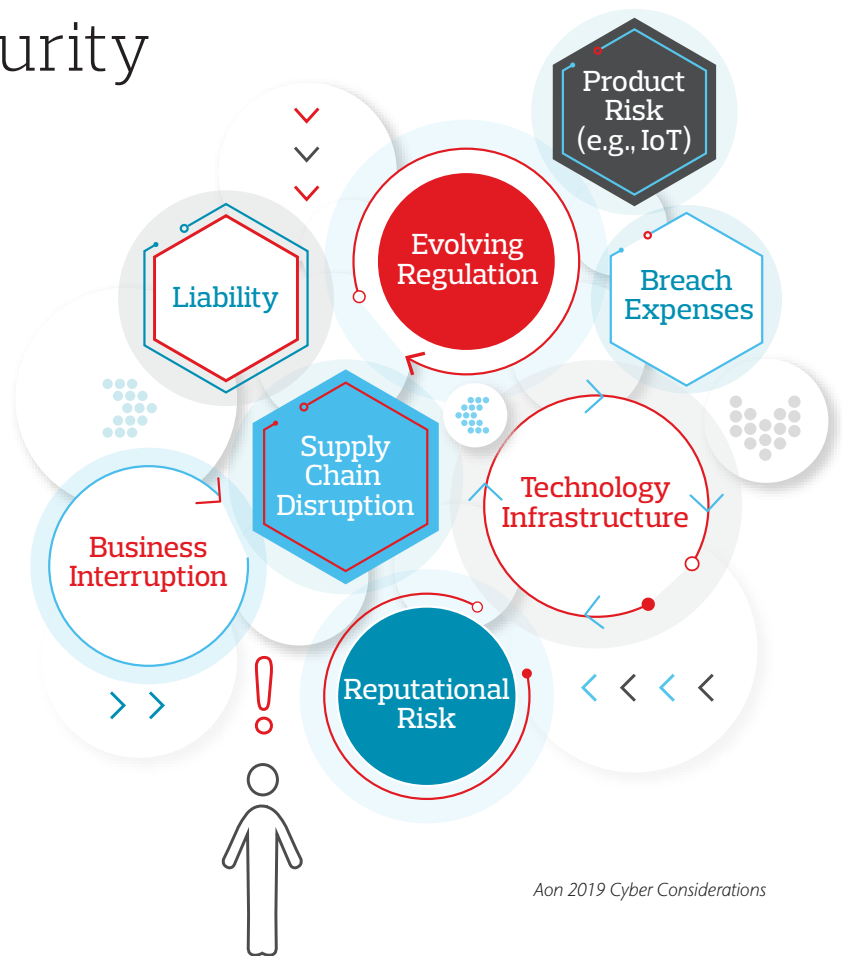 urity
Product
Risk
(e.g., IoT)
Evolving
Regulation
Liability
Breach
Expenses
Supply
Chain
Disruption
Technology
Infrastructure
Business
Interruption
Reputational
Risk
!
Aon 2019 Cyber Considerations